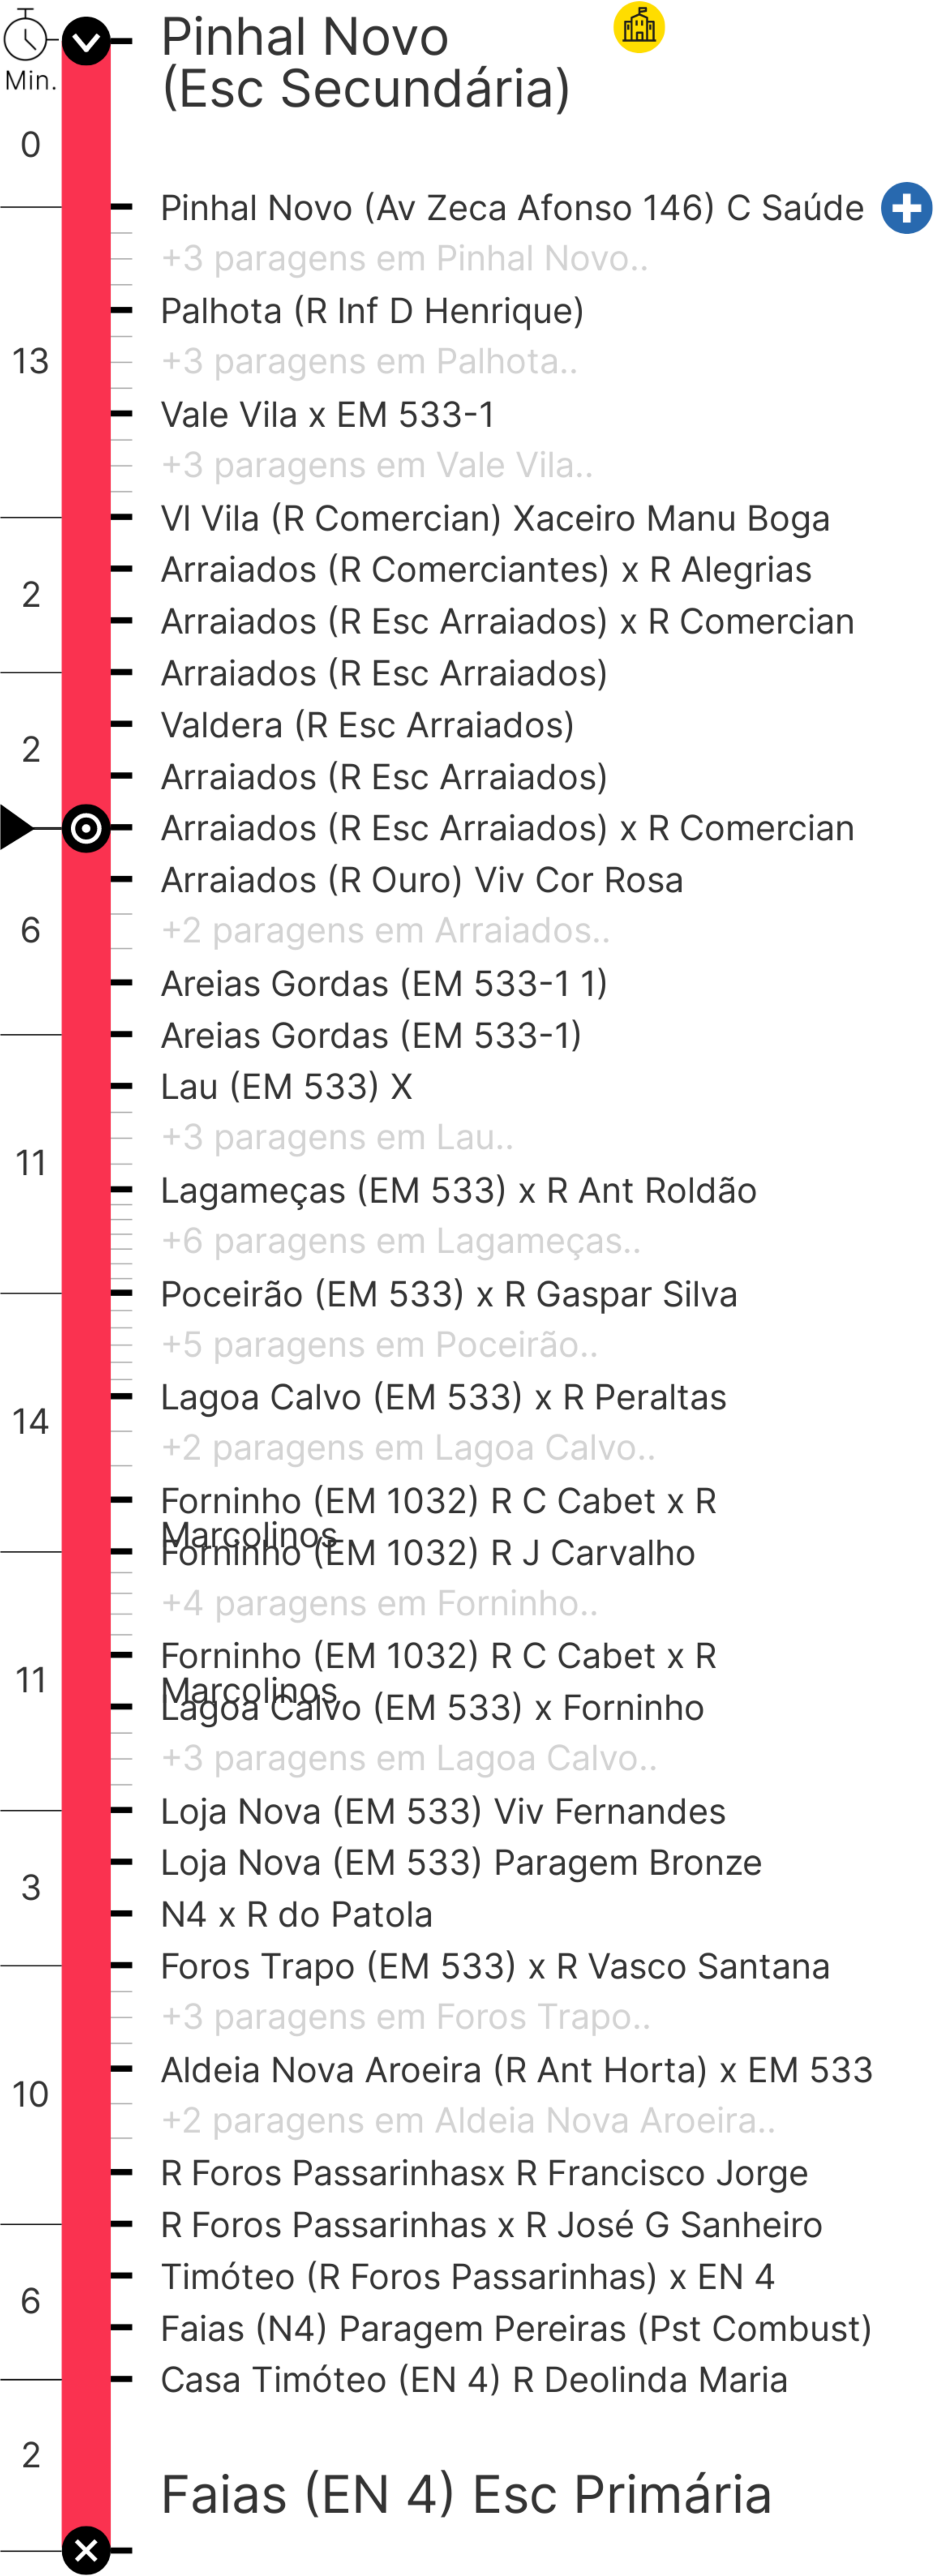 Pinhal Novo
(Esc Secundária)
Min.
0
Pinhal Novo (Av Zeca Afonso 146) C Saúde
+3 paragens em Pinhal Novo..
Palhota (R Inf D Henrique)
13
+3 paragens em Palhota..
Vale Vila x EM 533-1
+3 paragens em Vale Vila..
Vl Vila (R Comercian) Xaceiro Manu Boga
Arraiados (R Comerciantes) x R Alegrias
2
Arraiados (R Esc Arraiados) x R Comercian
Arraiados (R Esc Arraiados)
Valdera (R Esc Arraiados)
2
Arraiados (R Esc Arraiados)
Arraiados (R Esc Arraiados) x R Comercian
Arraiados (R Ouro) Viv Cor Rosa
6
+2 paragens em Arraiados..
Areias Gordas (EM 533-1 1)
Areias Gordas (EM 533-1)
Lau (EM 533) X
+3 paragens em Lau..
11
Lagameças (EM 533) x R Ant Roldão
+6 paragens em Lagameças..
Poceirão (EM 533) x R Gaspar Silva
+5 paragens em Poceirão..
Lagoa Calvo (EM 533) x R Peraltas
14
+2 paragens em Lagoa Calvo..
Forninho (EM 1032) R C Cabet x R
Marcolinos
Forninho (EM 1032) R J Carvalho
+4 paragens em Forninho..
Forninho (EM 1032) R C Cabet x R
Marcolinos
11
Lagoa Calvo (EM 533) x Forninho
+3 paragens em Lagoa Calvo..
Loja Nova (EM 533) Viv Fernandes
Loja Nova (EM 533) Paragem Bronze
3
N4 x R do Patola
Foros Trapo (EM 533) x R Vasco Santana
+3 paragens em Foros Trapo..
Aldeia Nova Aroeira (R Ant Horta) x EM 533
10
+2 paragens em Aldeia Nova Aroeira..
R Foros Passarinhasx R Francisco Jorge
R Foros Passarinhas x R José G Sanheiro
Timóteo (R Foros Passarinhas) x EN 4
6
Faias (N4) Paragem Pereiras (Pst Combust)
Casa Timóteo (EN 4) R Deolinda Maria
2
Faias (EN 4) Esc Primária